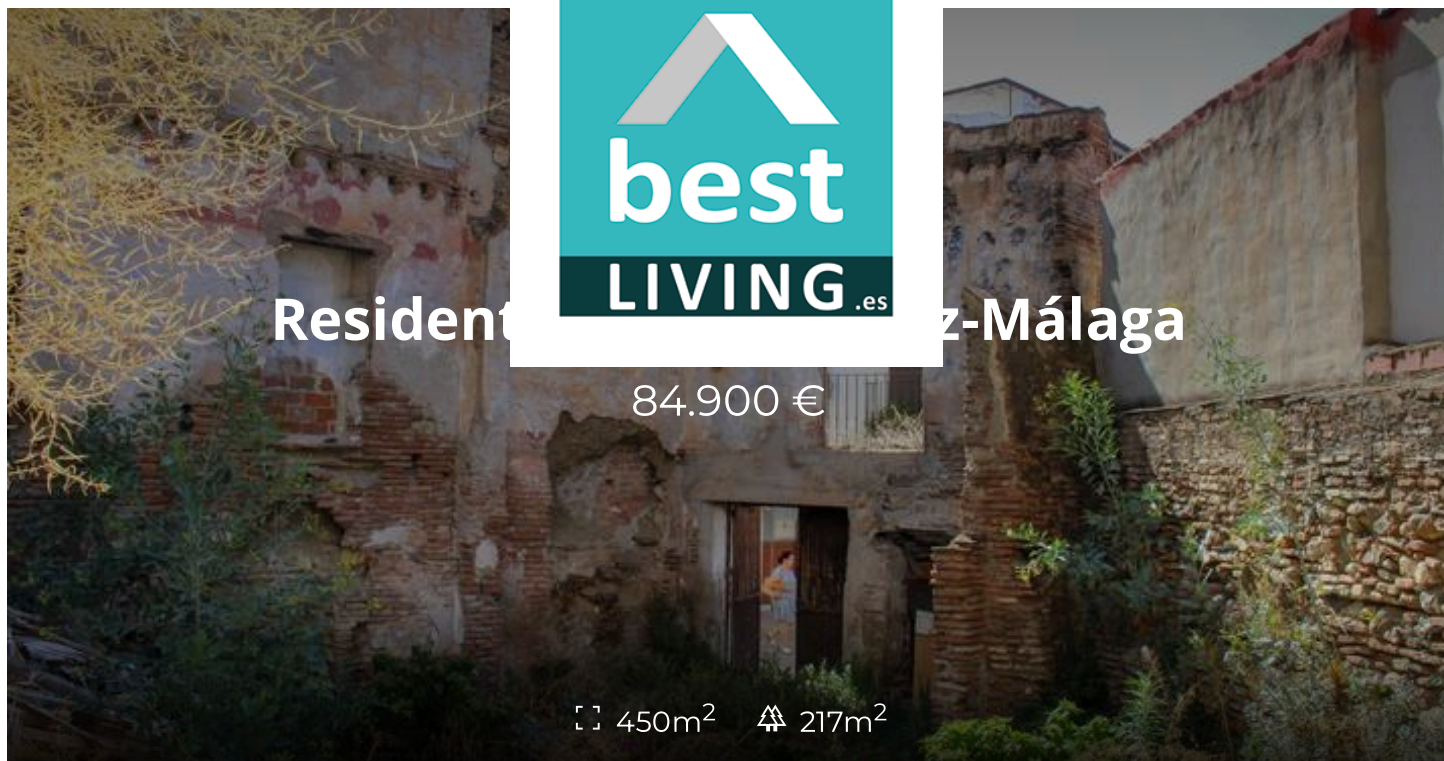 best
LIVING.es
Resident
z-Málaga
84.900 €
450m²
217m²